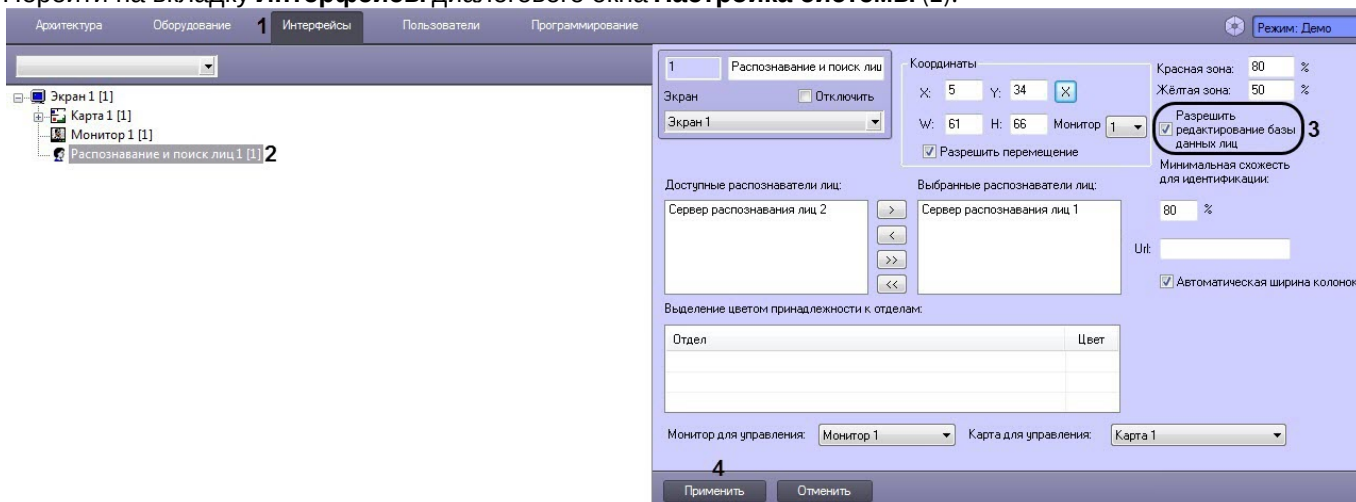 Перейти на вкладку Интерфейсы диалогового окна Настройка системы (1).
Архитектура Оборудование 1 Интерфейсы Пользователи Программирование Режим: Демо
Экран 1 [1]
Карта 1 [1]
Монитор 1 [1]
Распознавание и поиск лиц 1 [1] 2
1 Распознавание и поиск лиц
Экран Отключить
Экран 1
Координаты
X: 5 Y: 34 X
W: 61 H: 66 Монитор 1
Разрешить перемещение
Красная зона: 80 %
Жёлтая зона: 50 %
Разрешить
редактирование базы
данных лиц
3
Минимальная схожесть
для идентификации:
80 %
Url:
Автоматическая ширина колонок
Доступные распознаватели лиц:
Сервер распознавания лиц 2
>
<
>>
<<
Выбранные распознаватели лиц:
Сервер распознавания лиц 1
Выделение цветом принадлежности к отделам:
Отдел Цвет
Монитор для управления: Монитор 1 Карта для управления: Карта 1
4
Применить Отменить